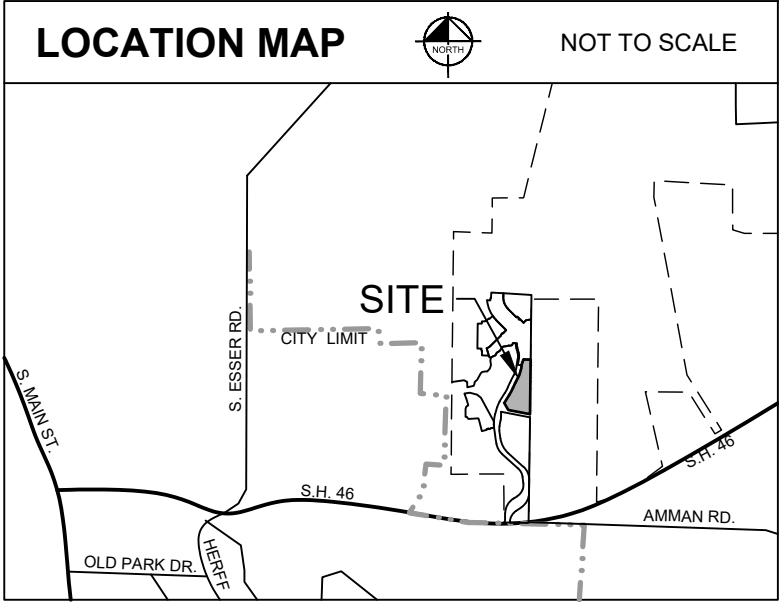 LOCATION MAP
NORTH
NOT TO SCALE
SITE
S. ESSER RD.
CITY LIMIT
S. MAIN ST.
S.H. 46
S.H. 46
AMMAN RD.
OLD PARK DR.
HERFF